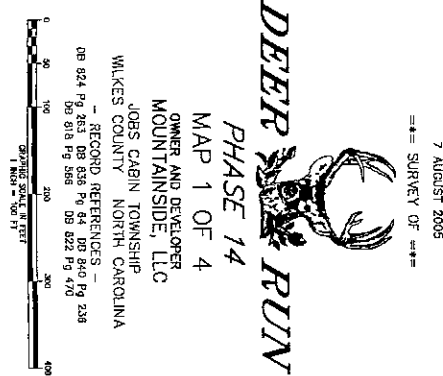 7 AUGUST 2005
=*= SURVEY OF =*=
DEER RUN
PHASE 14
MAP 1 OF 4
OWNER AND DEVELOPER
MOUNTAINSIDE, LLC
JOBS CABIN TOWNSHIP
WILKES COUNTY NORTH CAROLINA
– RECORD REFERENCES –
DB 824 Pg 263 DB 836 Pg 84 DB 840 Pg 236
DB 818 Pg 566 DB 822 Pg 470
0 50 100 200 300 400
GRAPHIC SCALE IN FEET
1 INCH = 100 FT